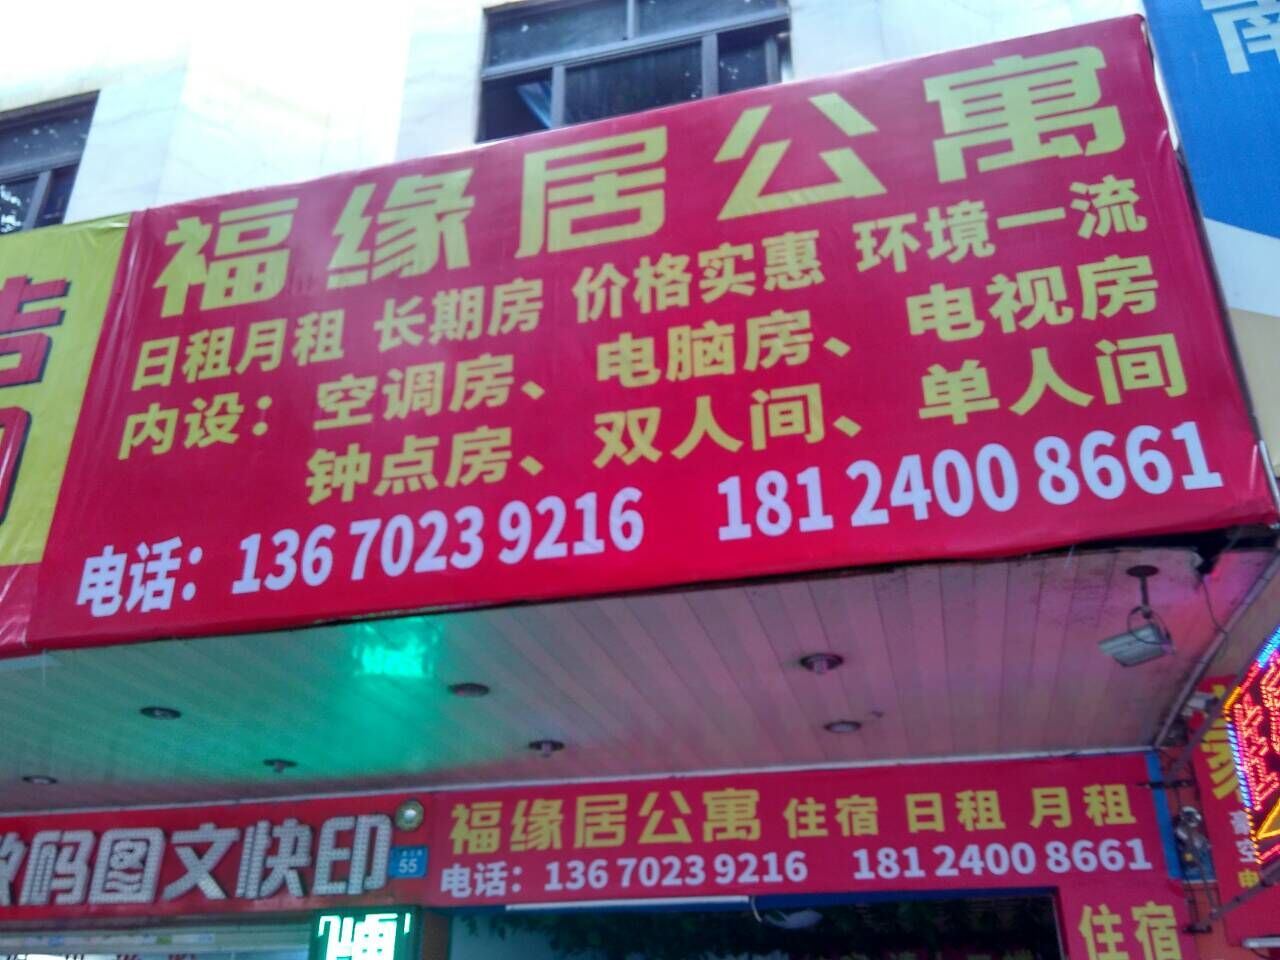 福缘居公寓
日租月租 长期房 价格实惠 环境一流
内设：空调房、电脑房、电视房
钟点房、双人间、单人间
电话：136 7023 9216 181 2400 8661
数码图文快印
55
福缘居公寓 住宿 日租 月租
电话：136 7023 9216 181 2400 8661
住宿